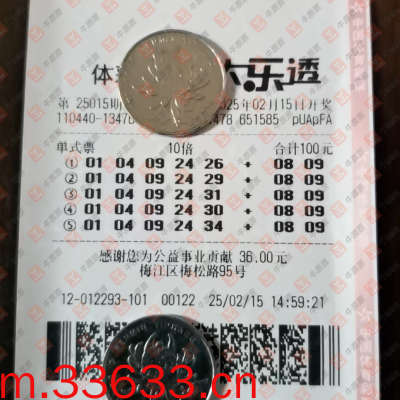 体 大乐透
第 25015期 2025年02月15日开奖
110440-1347 478 651585 pUApFA
单式票 10倍 合计100元
① 01 04 09 24 26 + 08 09
② 01 04 09 24 29 + 08 09
③ 01 04 09 24 31 + 08 09
④ 01 04 09 24 30 + 08 09
⑤ 01 04 09 24 34 + 08 09
感谢您为公益事业贡献 36.00元
梅江区梅松路95号
12-012293-101 00122 25/02/15 14:59:21
m.33633.cn